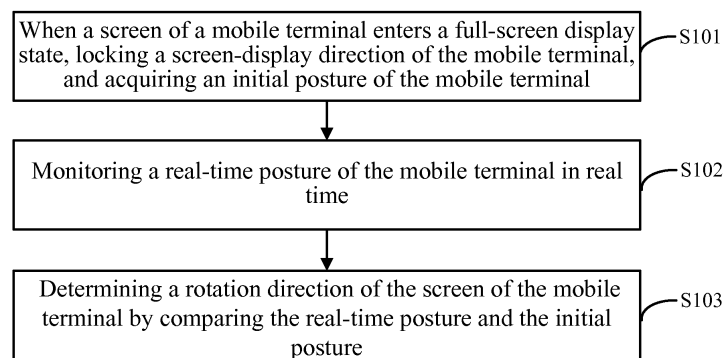 When a screen of a mobile terminal enters a full-screen display
state, locking a screen-display direction of the mobile terminal,
and acquiring an initial posture of the mobile terminal
S101
Monitoring a real-time posture of the mobile terminal in real
time
S102
Determining a rotation direction of the screen of the mobile
terminal by comparing the real-time posture and the initial
posture
S103